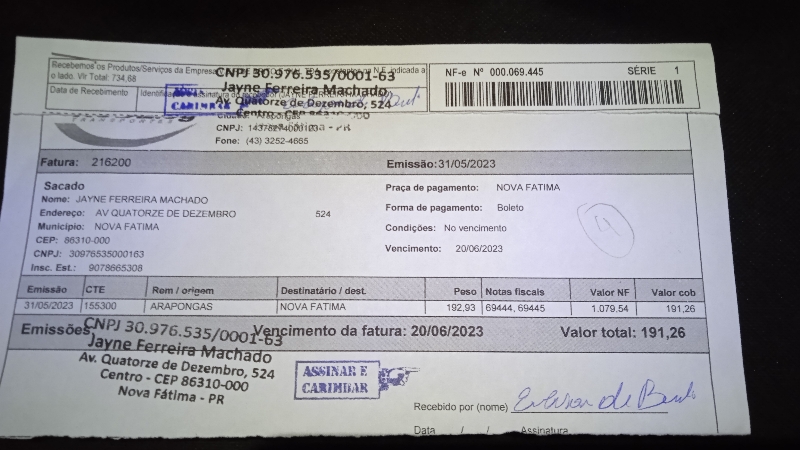 Recebemos os Produtos/Serviços da Empresa
N.F. indicada a
o lado. Vlr Total: 734,68
Data de Recebimento
CNPJ 30.976.535/0001-63
Jayne Ferreira Machado
Av. Quatorze de Dezembro, 524
Centro - CEP
CARIMBAR
NF-e Nº 000.069.445
SÉRIE 1
TRANSPORTES
CNPJ:
Fone: (43) 3252-4665
Fatura: 216200
Emissão:31/05/2023
Sacado
Nome: JAYNE FERREIRA MACHADO
Endereço: AV QUATORZE DE DEZEMBRO 524
Município: NOVA FATIMA
CEP: 86310-000
CNPJ: 30976535000163
Insc. Est.: 9078665308
Praça de pagamento: NOVA FATIMA
Forma de pagamento: Boleto
Condições: No vencimento
Vencimento: 20/06/2023
4
Emissão CTE Rem / origem Destinatário / dest. Peso Notas fiscais Valor NF Valor cob
31/05/2023 155300 ARAPONGAS NOVA FATIMA 192,93 69444, 69445 1.079,54 191,26
Emissões
Vencimento da fatura: 20/06/2023
Valor total: 191,26
CNPJ 30.976.535/0001-63
Jayne Ferreira Machado
Av. Quatorze de Dezembro, 524
Centro - CEP 86310-000
Nova Fátima - PR
ASSINAR E
CARIMBAR
Recebido por (nome)
Data / / Assinatura